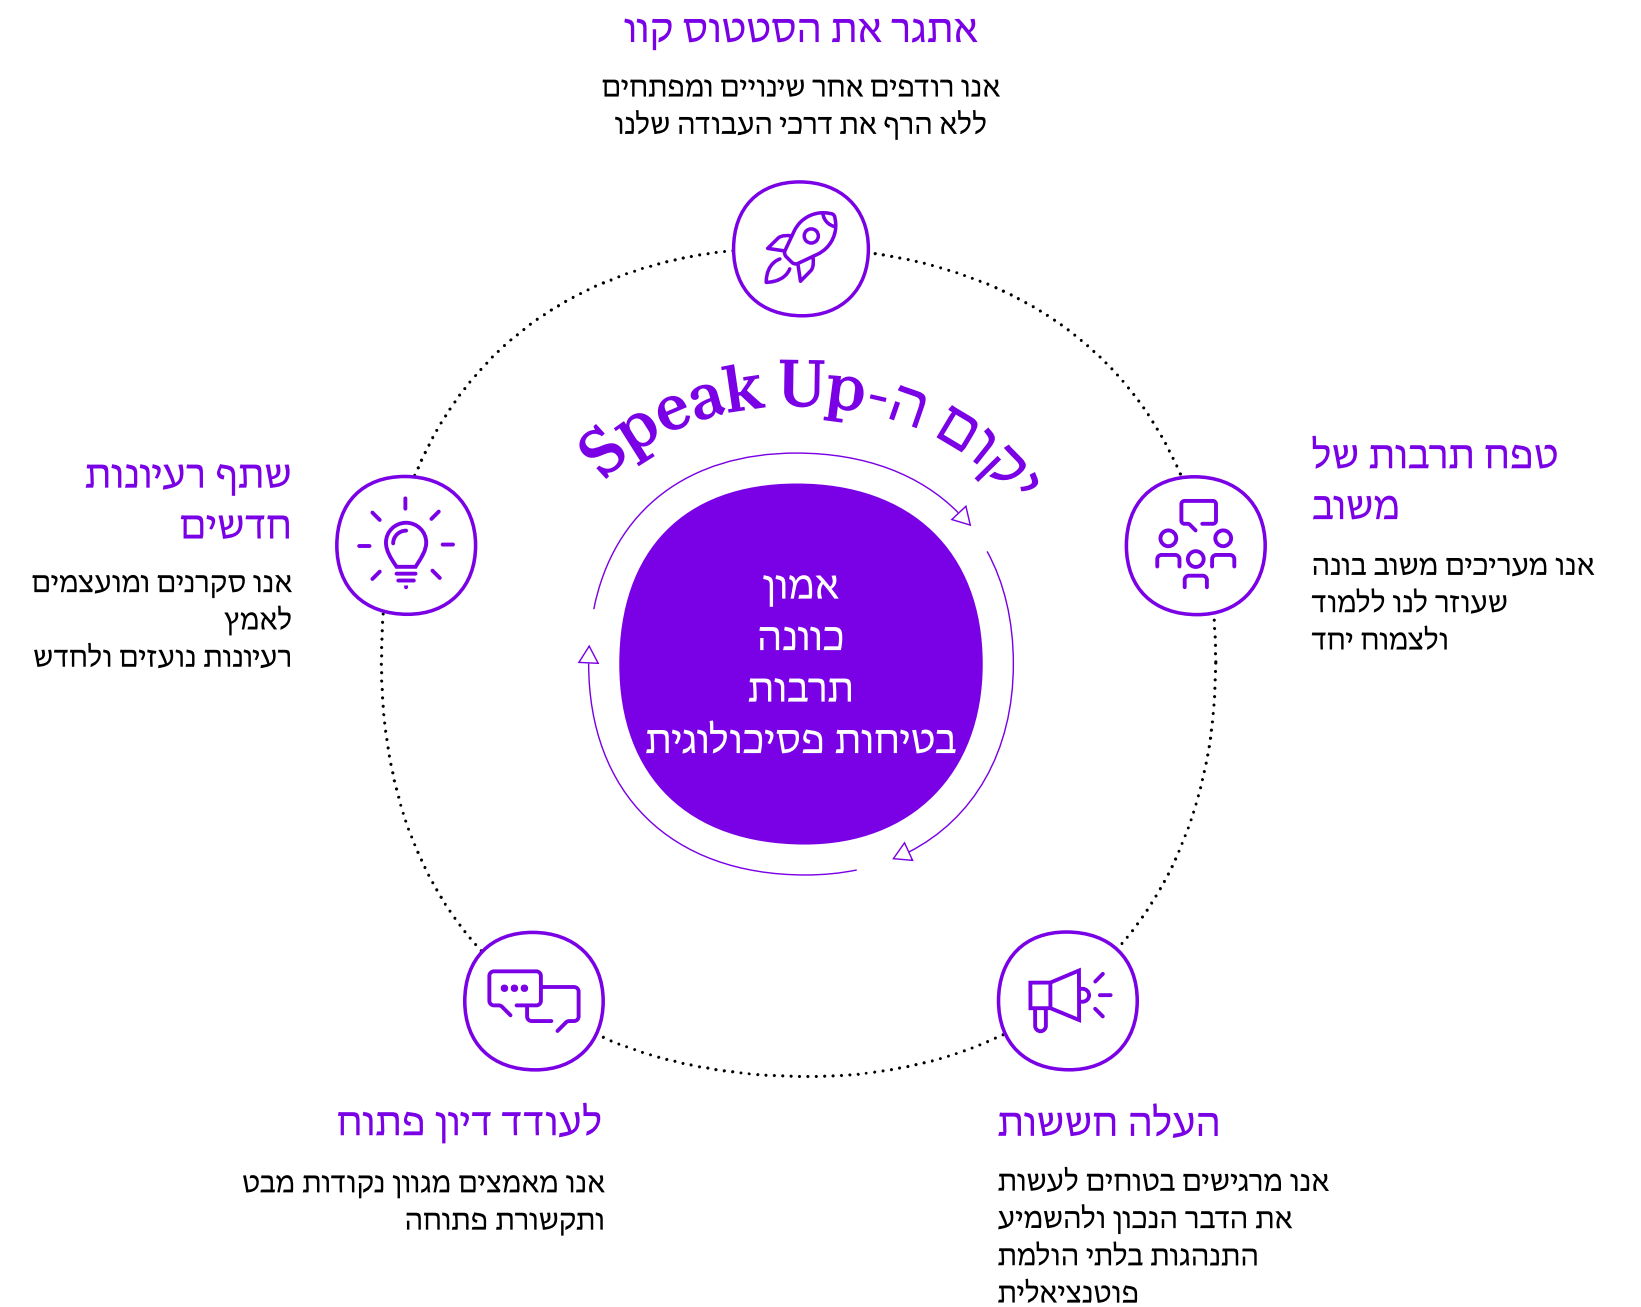 אתגר את הסטטוס קוו
אנו רודפים אחר שינויים ומפתחים
ללא הרף את דרכי העבודה שלנו
יקום ה-Speak Up
טפח תרבות של
משוב
אנו מעריכים משוב בונה
שעוזר לנו ללמוד
ולצמוח יחד
שתף רעיונות
חדשים
אנו סקרנים ומועצמים
לאמץ
רעיונות נועזים ולחדש
אמון
כוונה
תרבות
בטיחות פסיכולוגית
העלה חששות
אנו מרגישים בטוחים לעשות
את הדבר הנכון ולהשמיע
התנהגות בלתי הולמת
פוטנציאלית
לעודד דיון פתוח
אנו מאמצים מגוון נקודות מבט
ותקשורת פתוחה